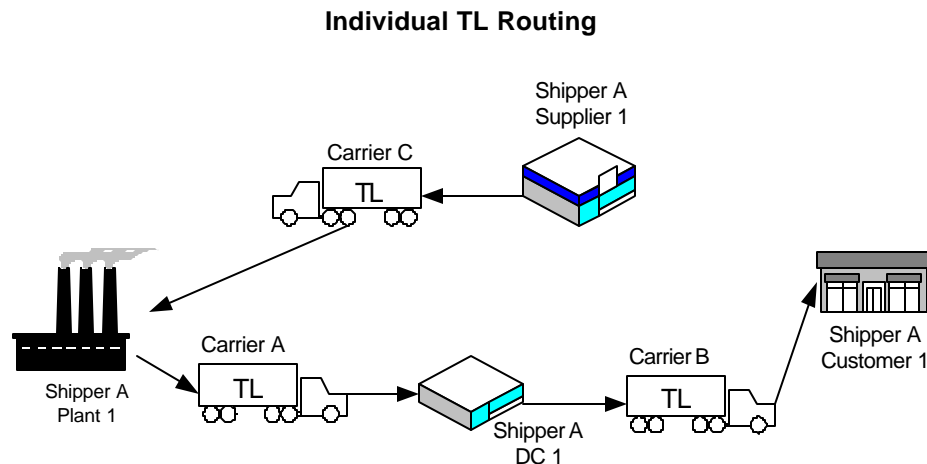 Individual TL Routing
Shipper A
Supplier 1
Carrier C
TL
Shipper A
Plant 1
Carrier A
TL
Shipper A
DC 1
Carrier B
TL
Shipper A
Customer 1